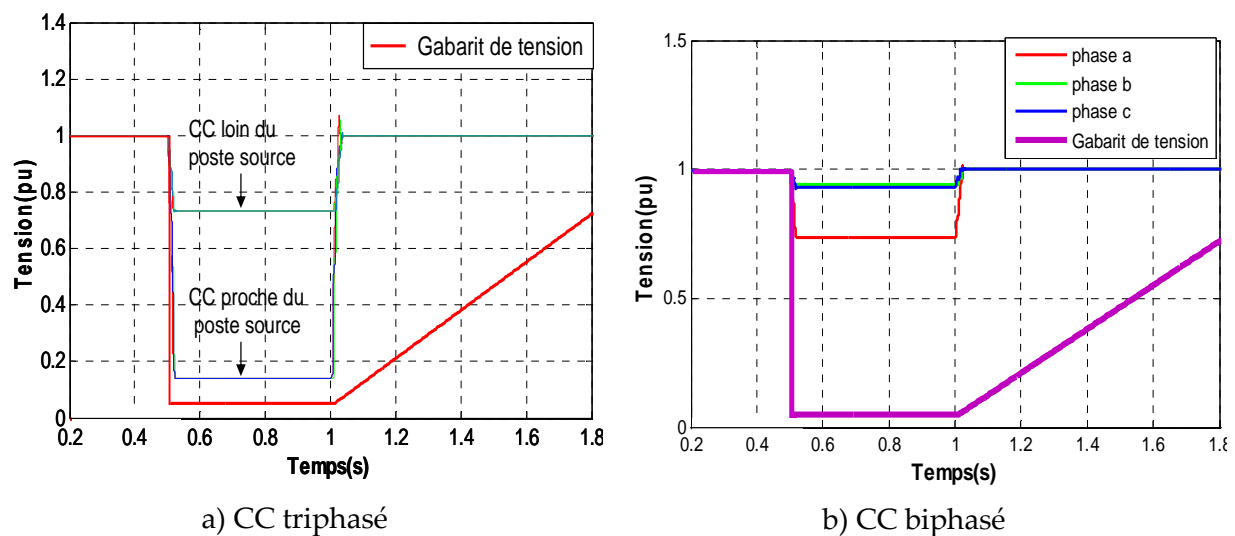 1.4
1.2
1
0.8
0.6
0.4
0.2
0
Tension(pu)
Gabarit de tension
CC loin du
poste source
CC proche du
poste source
0.2 0.4 0.6 0.8 1 1.2 1.4 1.6 1.8
Temps(s)
a) CC triphasé
1.5
1
0.5
0
Tension(pu)
phase a
phase b
phase c
Gabarit de tension
0.2 0.4 0.6 0.8 1 1.2 1.4 1.6 1.8
Temps(s)
b) CC biphasé